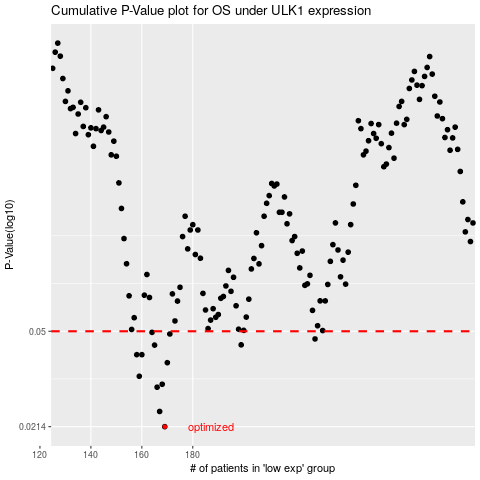 Cumulative P-Value plot for OS under ULK1 expression
P-Value(log10)
0.05
0.0214
optimized
120 140 160 180
# of patients in 'low exp' group